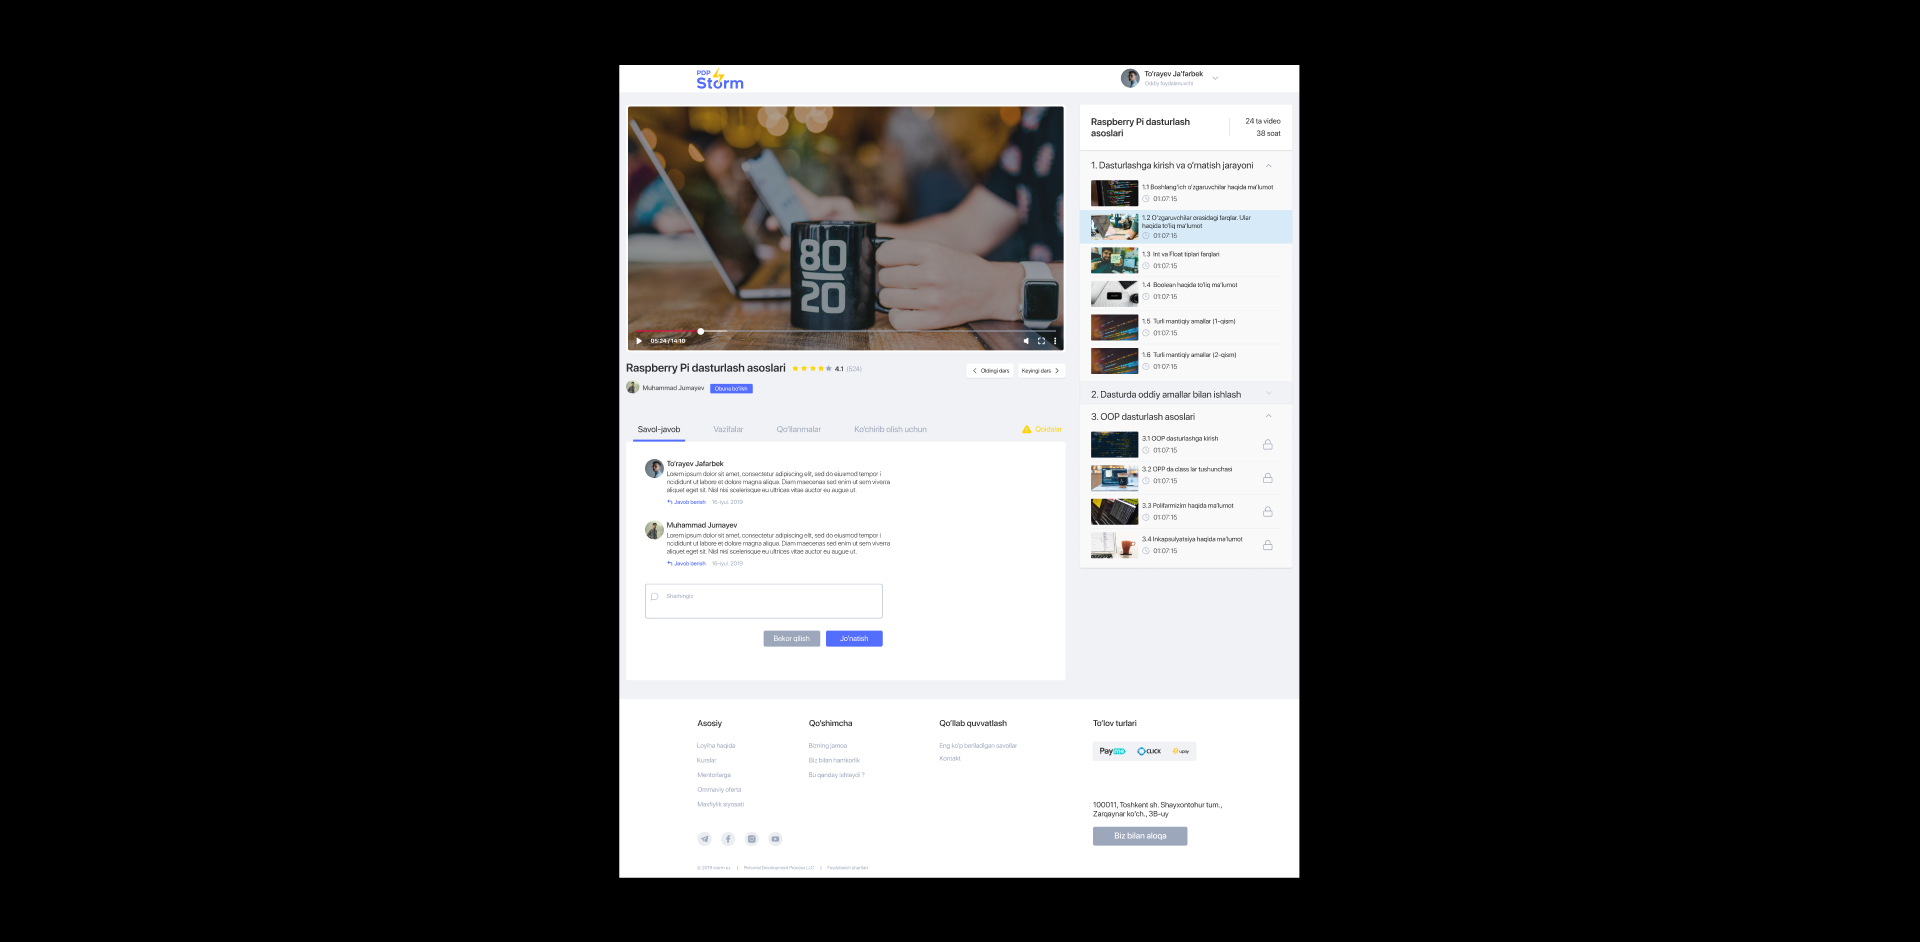 PDP
Storm
To'rayev Ja'farbek
Oddiy foydalanuvchi
80
20
05:24 / 14:10
Raspberry Pi dasturlash asoslari
4.1 (524)
Oldingi dars
Keyingi dars
Muhammad Jumayev
Obuna bo'lish
Savol-javob
Vazifalar
Qo'llanmalar
Ko'chirib olish uchun
Qoidalar
To'rayev Jafarbek
Lorem ipsum dolor sit amet, consectetur adipiscing elit, sed do eiusmod tempor i
ncididunt ut labore et dolore magna aliqua. Diam maecenas sed enim ut sem viverra
aliquet eget sit. Nisl nisi scelerisque eu ultrices vitae auctor eu augue ut.
Javob berish
16-iyul, 2019
Muhammad Jumayev
Lorem ipsum dolor sit amet, consectetur adipiscing elit, sed do eiusmod tempor i
ncididunt ut labore et dolore magna aliqua. Diam maecenas sed enim ut sem viverra
aliquet eget sit. Nisl nisi scelerisque eu ultrices vitae auctor eu augue ut.
Javob berish
16-iyul, 2019
Sharhingiz
Bekor qilish
Jo'natish
Raspberry Pi dasturlash
asoslari
24 ta video
38 soat
1. Dasturlashga kirish va o'rnatish jarayoni
1.1 Boshlang'ich o'zgaruvchilar haqida ma'lumot
01:07:15
1.2 O'zgaruvchilar orasidagi farqlar. Ular
haqida to'liq ma'lumot
01:07:15
1.3 Int va Float tiplari farqlari
01:07:15
1.4 Boolean haqida to'liq ma'lumot
01:07:15
1.5 Turli mantiqiy amallar (1-qism)
01:07:15
1.6 Turli mantiqiy amallar (2-qism)
01:07:15
2. Dasturda oddiy amallar bilan ishlash
3. OOP dasturlash asoslari
3.1 OOP dasturlashga kirish
01:07:15
3.2 OPP da class lar tushunchasi
01:07:15
3.3 Polifarmizim haqida ma'lumot
01:07:15
3.4 Inkapsulyatsiya haqida ma'lumot
01:07:15
Asosiy
Loyiha haqida
Kurslar
Mentorlarga
Ommaviy oferta
Maxfiylik siyosati
Qo'shimcha
Bizning jamoa
Biz bilan hamkorlik
Bu qanday ishlaydi ?
Qo'llab quvvatlash
Eng ko'p beriladigan savollar
Kontakt
To'lov turlari
Payme
CLICK
upay
100011, Toshkent sh. Shayxontohur tum.,
Zarqaynar ko'ch., 3B-uy
Biz bilan aloqa
© 2019 storm.uz | Personal Development Process LLC | Foydalanish shartlari